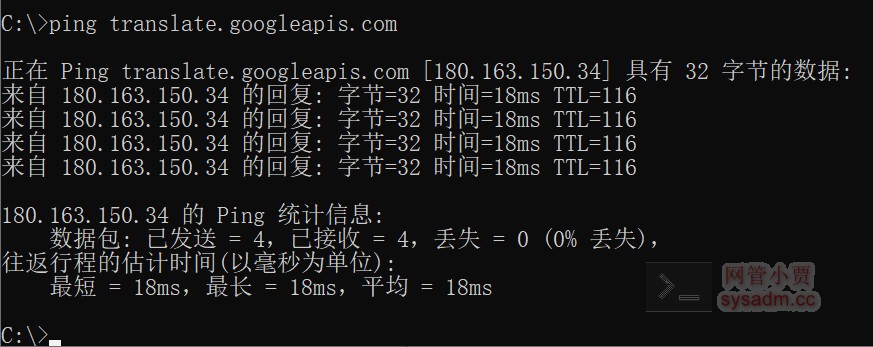 C:\>ping translate.googleapis.com
正在 Ping translate.googleapis.com [180.163.150.34] 具有 32 字节的数据:
来自 180.163.150.34 的回复: 字节=32 时间=18ms TTL=116
来自 180.163.150.34 的回复: 字节=32 时间=18ms TTL=116
来自 180.163.150.34 的回复: 字节=32 时间=18ms TTL=116
来自 180.163.150.34 的回复: 字节=32 时间=18ms TTL=116
180.163.150.34 的 Ping 统计信息:
数据包: 已发送 = 4，已接收 = 4，丢失 = 0 (0% 丢失)，
往返行程的估计时间(以毫秒为单位):
最短 = 18ms，最长 = 18ms，平均 = 18ms
C:\>
>_
网管小贾
sysadm.cc